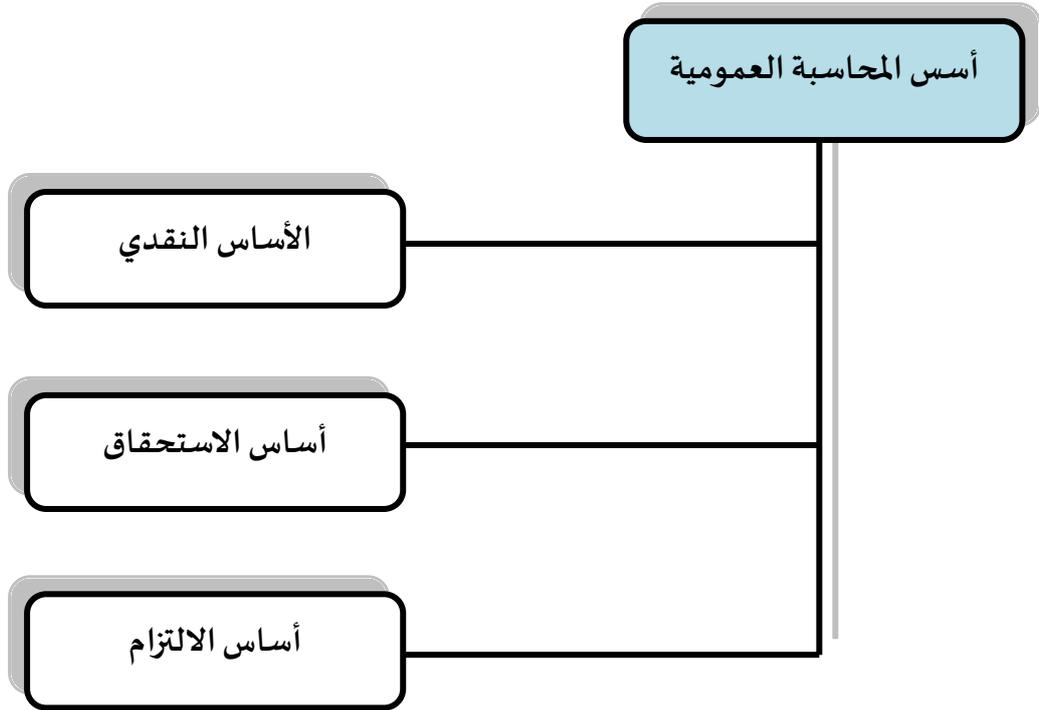 أسس المحاسبة العمومية
الأساس النقدي
أساس الاستحقاق
أساس الالتزام